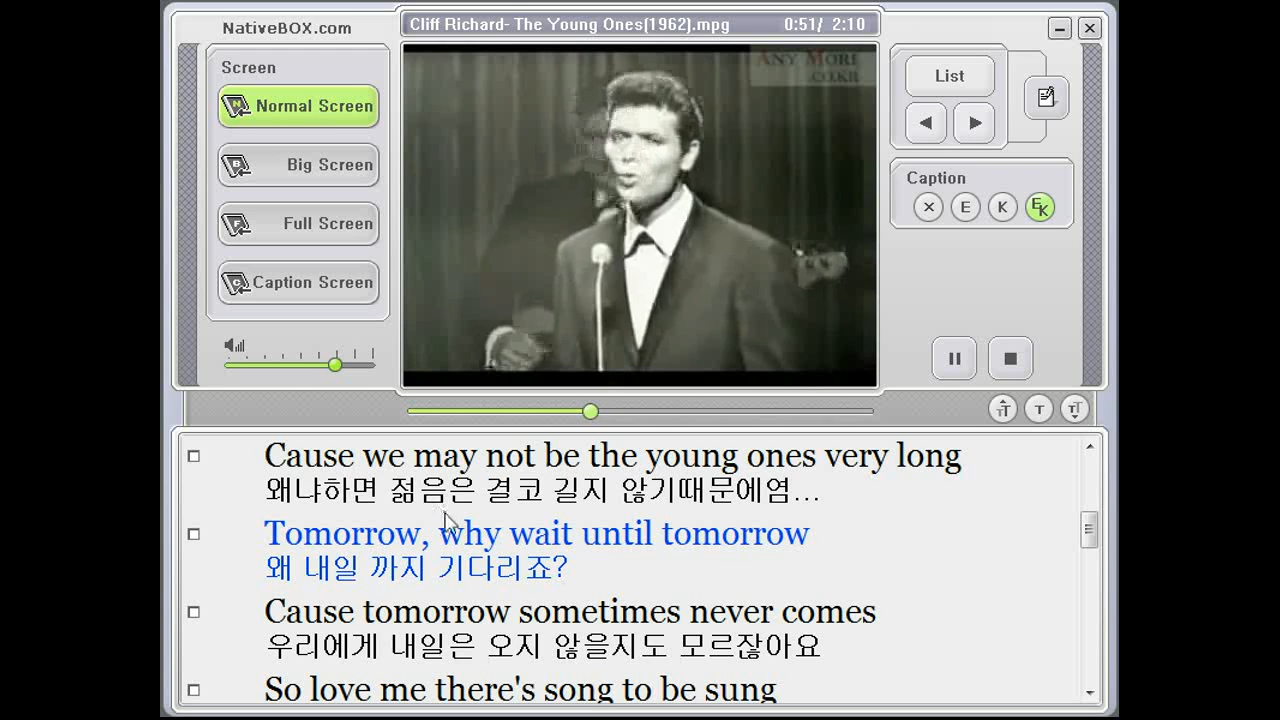 NativeBOX.com
Cliff Richard- The Young Ones(1962).mpg 0:51/ 2:10
Screen
Normal Screen
Big Screen
Full Screen
Caption Screen
ANY MORE
.CO.KR
List
Caption
E K EK
T T T
Cause we may not be the young ones very long
왜냐하면 젊음은 결코 길지 않기때문에염...
Tomorrow, why wait until tomorrow
왜 내일 까지 기다리죠?
Cause tomorrow sometimes never comes
우리에게 내일은 오지 않을지도 모르잖아요
So love me there's song to be sung